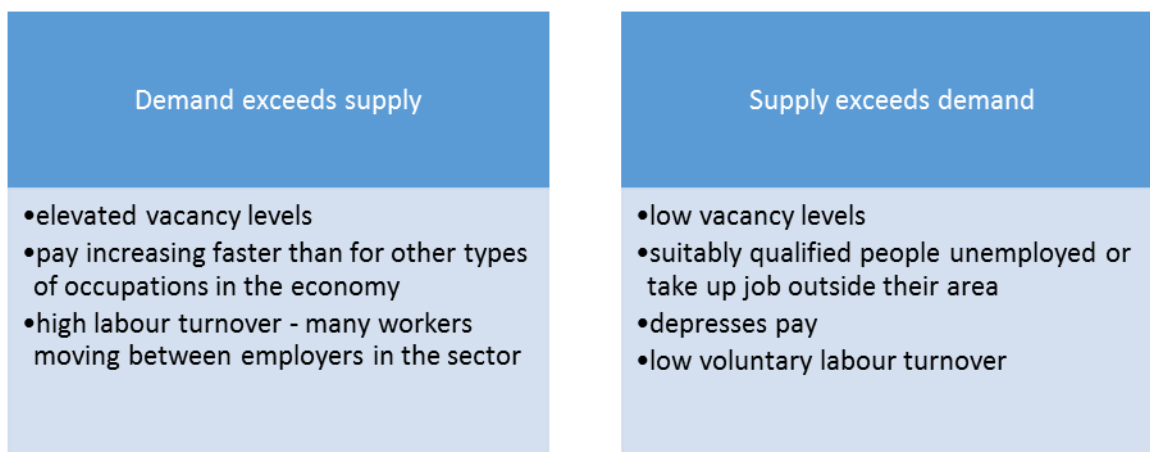 Demand exceeds supply
•elevated vacancy levels
•pay increasing faster than for other types
of occupations in the economy
•high labour turnover - many workers
moving between employers in the sector
Supply exceeds demand
•low vacancy levels
•suitably qualified people unemployed or
take up job outside their area
•depresses pay
•low voluntary labour turnover